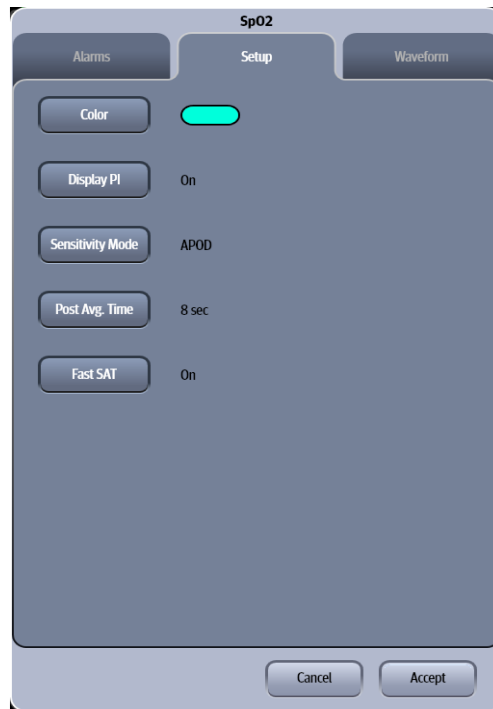 SpO2
Alarms
Setup
Waveform
Color
Display PI
On
Sensitivity Mode
APOD
Post Avg. Time
8 sec
Fast SAT
On
Cancel
Accept